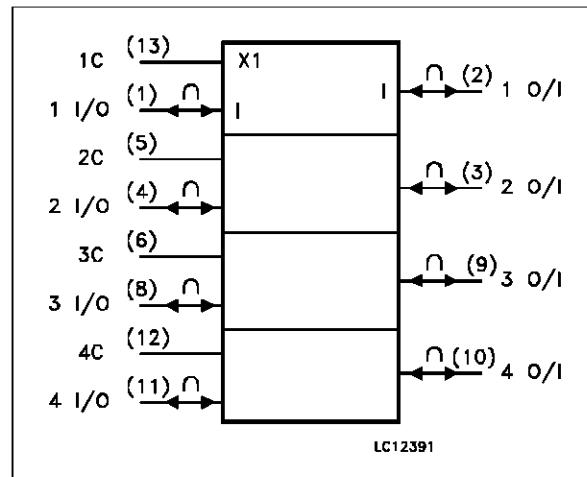 1C (13) X1
I ∩ (2) 1 O/I
1 I/O (1) ∩ I
2C (5)
∩ (3) 2 O/I
2 I/O (4) ∩
3C (6)
∩ (9) 3 O/I
3 I/O (8) ∩
4C (12)
∩ (10) 4 O/I
4 I/O (11) ∩
LC12391